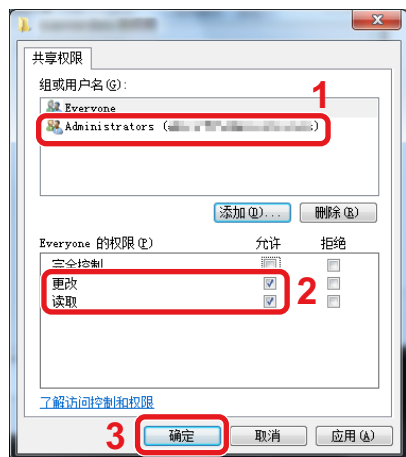 共享权限
组或用户名(G):
1
Everyone
Administrators (
添加(D)... 删除(R)
Everyone 的权限(P) 允许 拒绝
完全控制
更改
读取
2
了解访问控制和权限
3
确定 取消 应用(A)